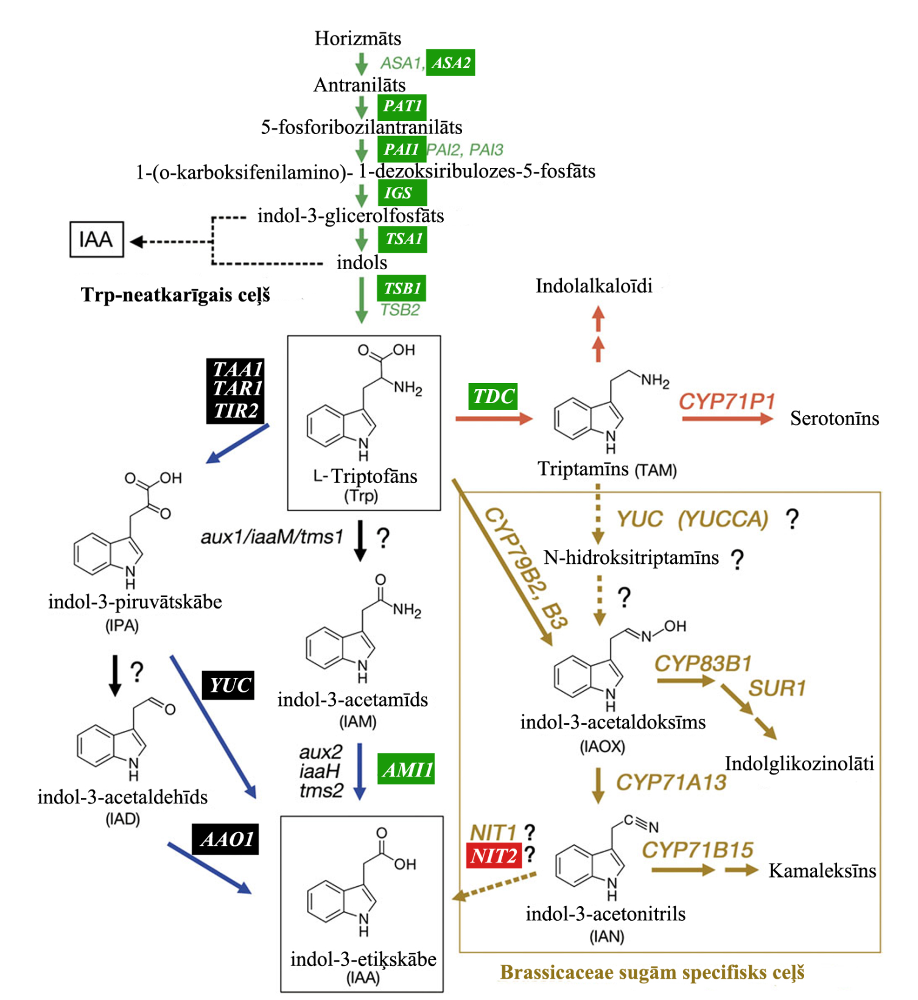 Horizmāts
ASA1, ASA2
Antranilāts
PAT1
5-fosforibozilantranilāts
PAI1 PAI2, PAI3
1-(o-karboksifenilamino)- 1-dezoksiribulozes-5-fosfāts
IGS
indol-3-glicerolfosfāts
IAA
TSA1
indols
Trp-neatkarīgais ceļš
TSB1
TSB2
Indolalkaloīdi
TAA1
TAR1
TIR2
O OH
NH2
N
H
L-Triptofāns
(Trp)
TDC
NH2
N
H
Triptamīns (TAM)
CYP71P1
Serotonīns
O OH
O
N
H
indol-3-piruvātskābe
(IPA)
aux1/iaaM/tms1 ?
CYP79B2, B3
YUC (YUCCA) ?
N-hidroksitriptamīns ?
?
O
NH2
N
H
indol-3-acetamīds
(IAM)
?
YUC
O
N
H
indol-3-acetaldehīds
(IAD)
N OH
N
H
indol-3-acetaldoksīms
(IAOX)
CYP83B1
SUR1
Indolglikozinolāti
aux2
iaaH
tms2
AMI1
CYP71A13
AAO1
NIT1 ?
NIT2 ?
C≡N
N
H
indol-3-acetonitrils
(IAN)
CYP71B15
Kamaleksīns
O
OH
N
H
indol-3-etiķskābe
(IAA)
Brassicaceae sugām specifisks ceļš